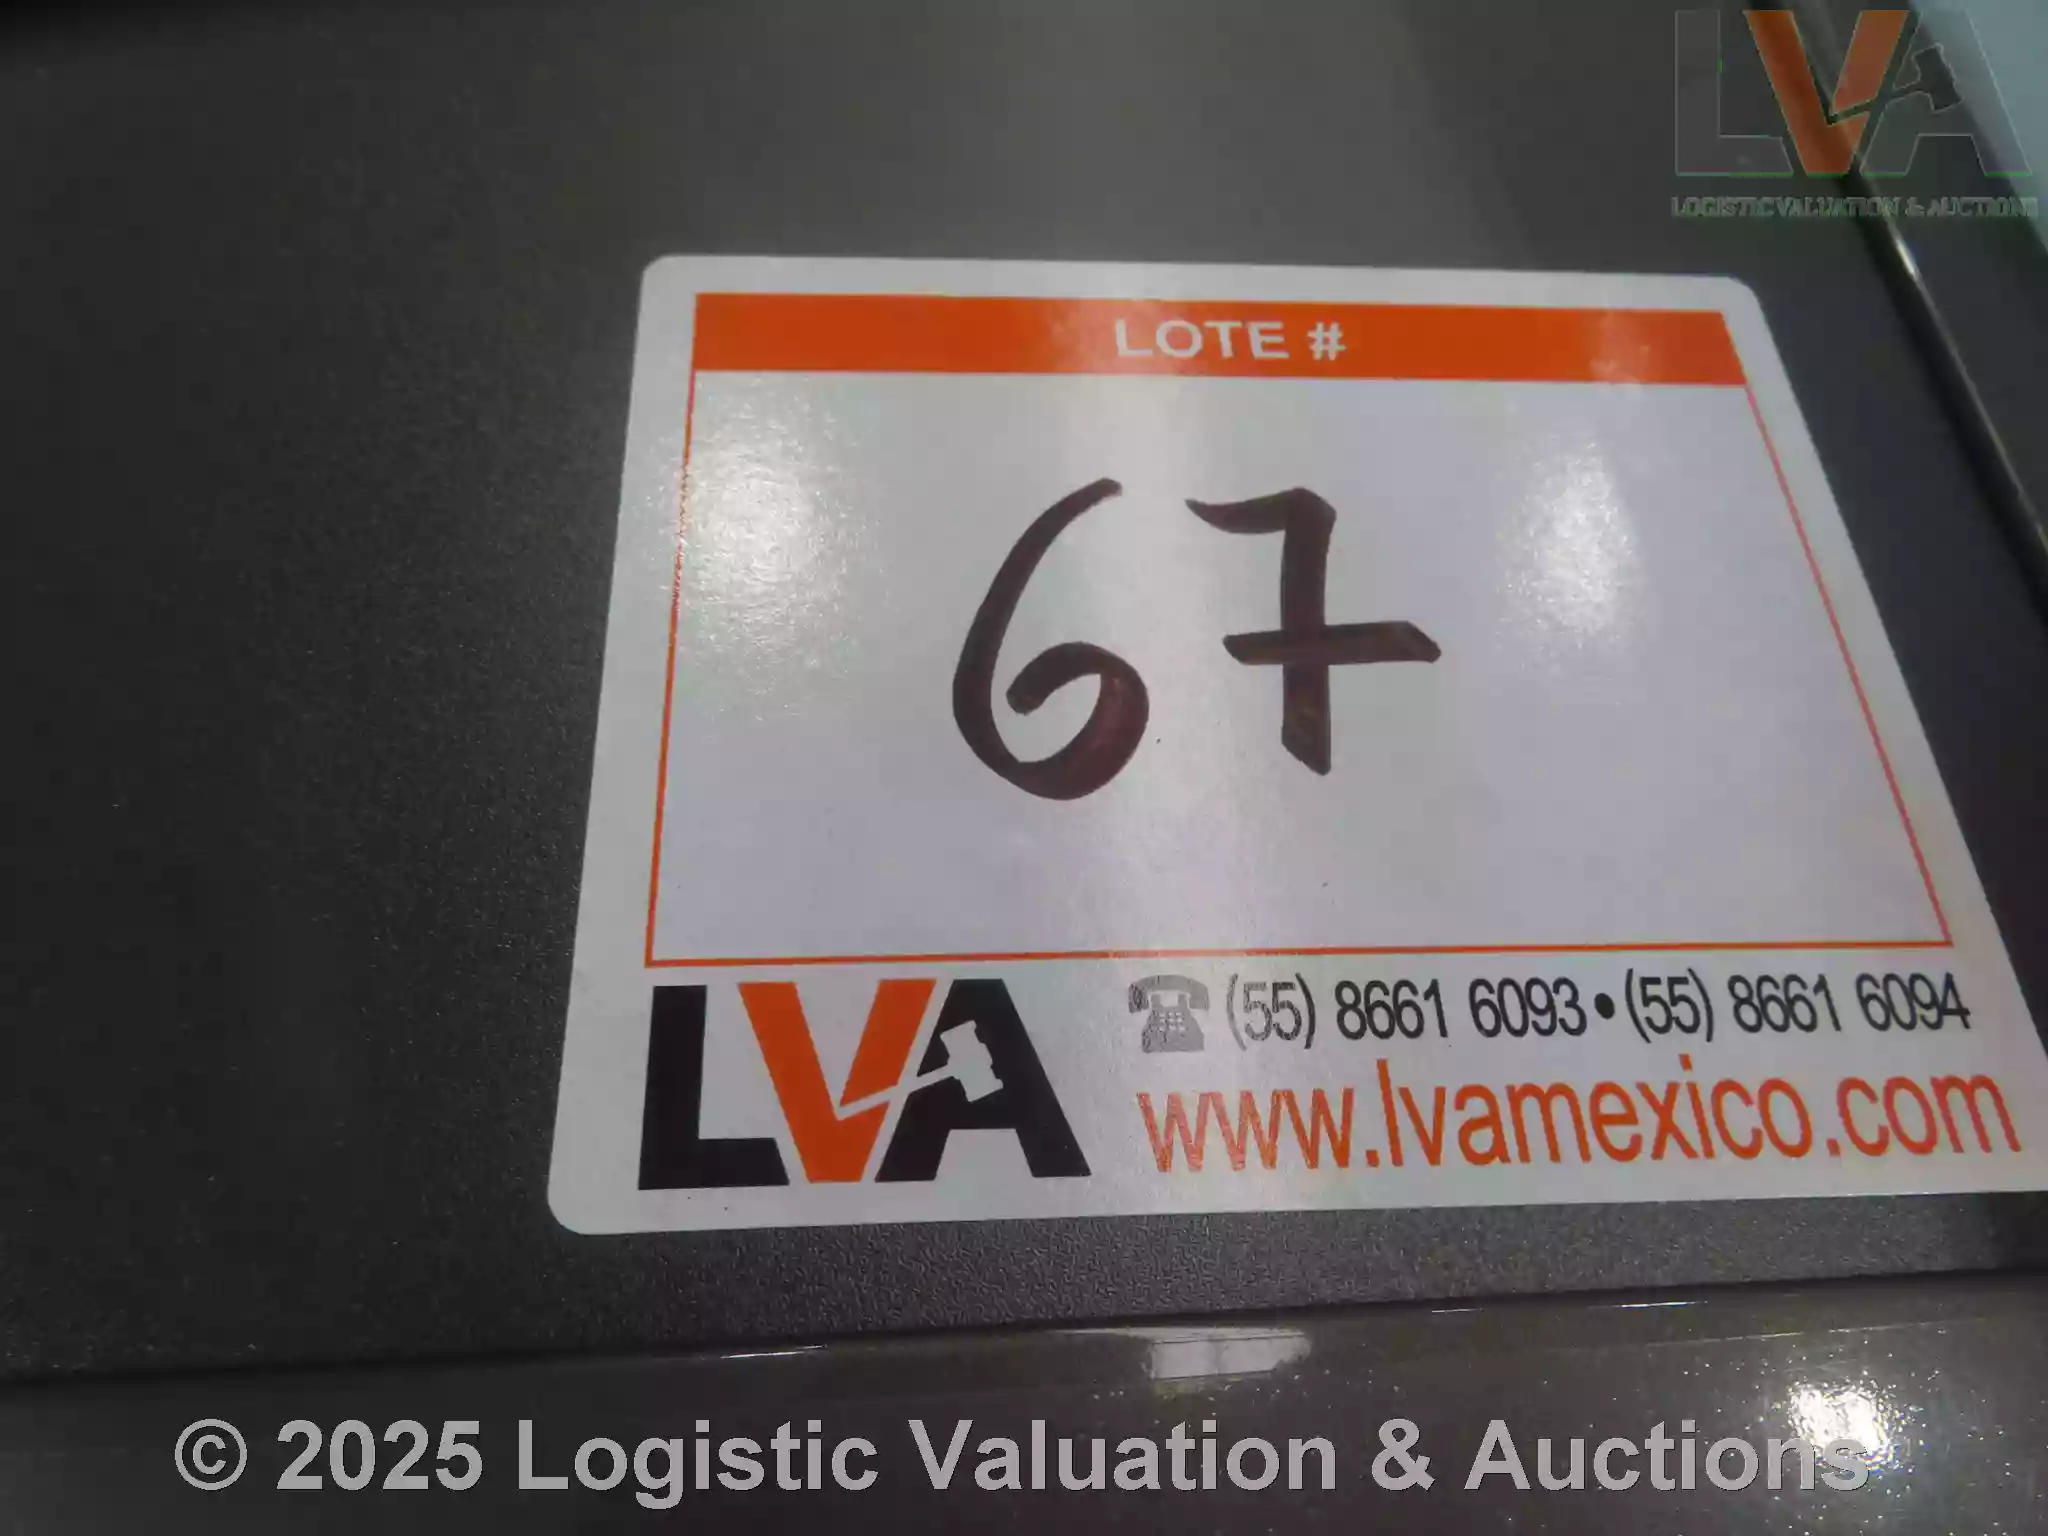 LVA
LOGISTIC VALUATION & AUCTIONS
LOTE #
67
LVA
(55) 8661 6093 • (55) 8661 6094
www.lvamexico.com
© 2025 Logistic Valuation & Auctions